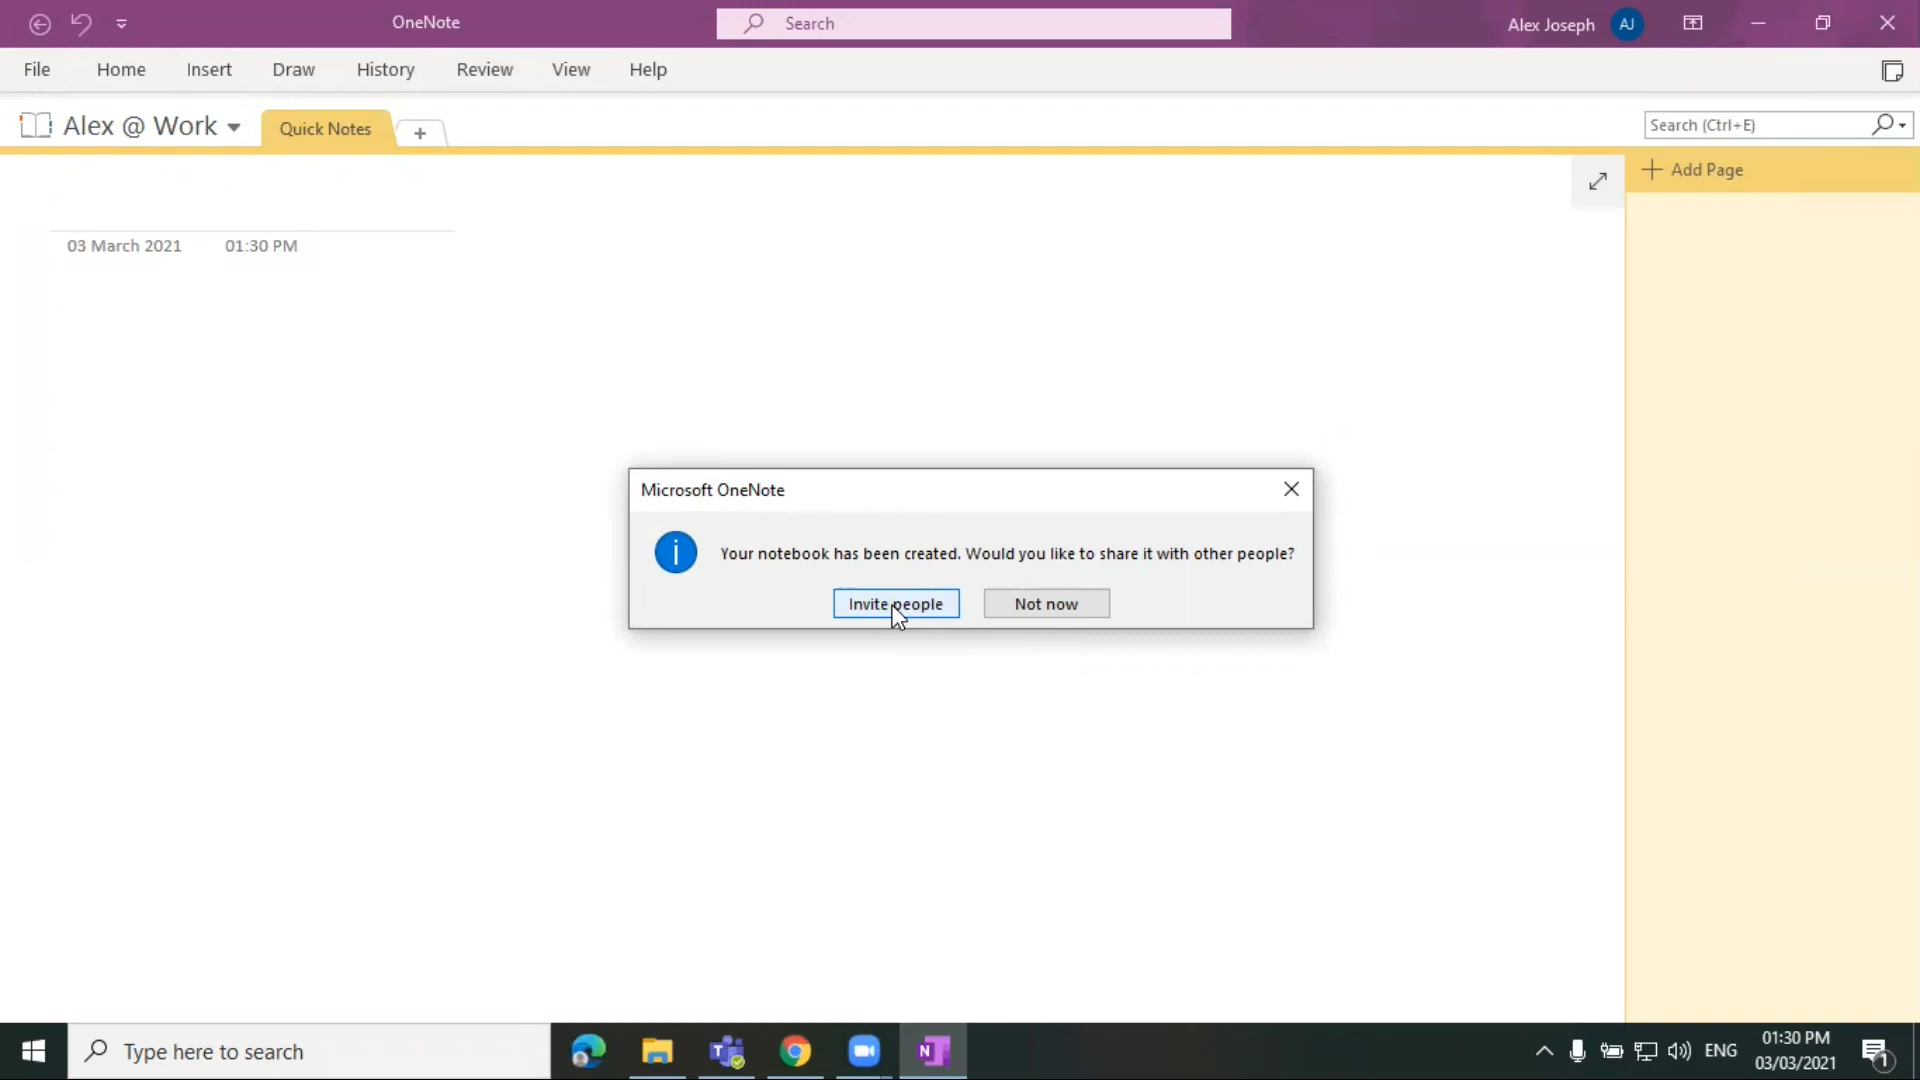 OneNote
Search
Alex Joseph
AJ
File
Home
Insert
Draw
History
Review
View
Help
Alex @ Work
Quick Notes
Search (Ctrl+E)
Add Page
03 March 2021
01:30 PM
Microsoft OneNote
i
Your notebook has been created. Would you like to share it with other people?
Invite people
Not now
Type here to search
T
N
ENG
01:30 PM
03/03/2021
1